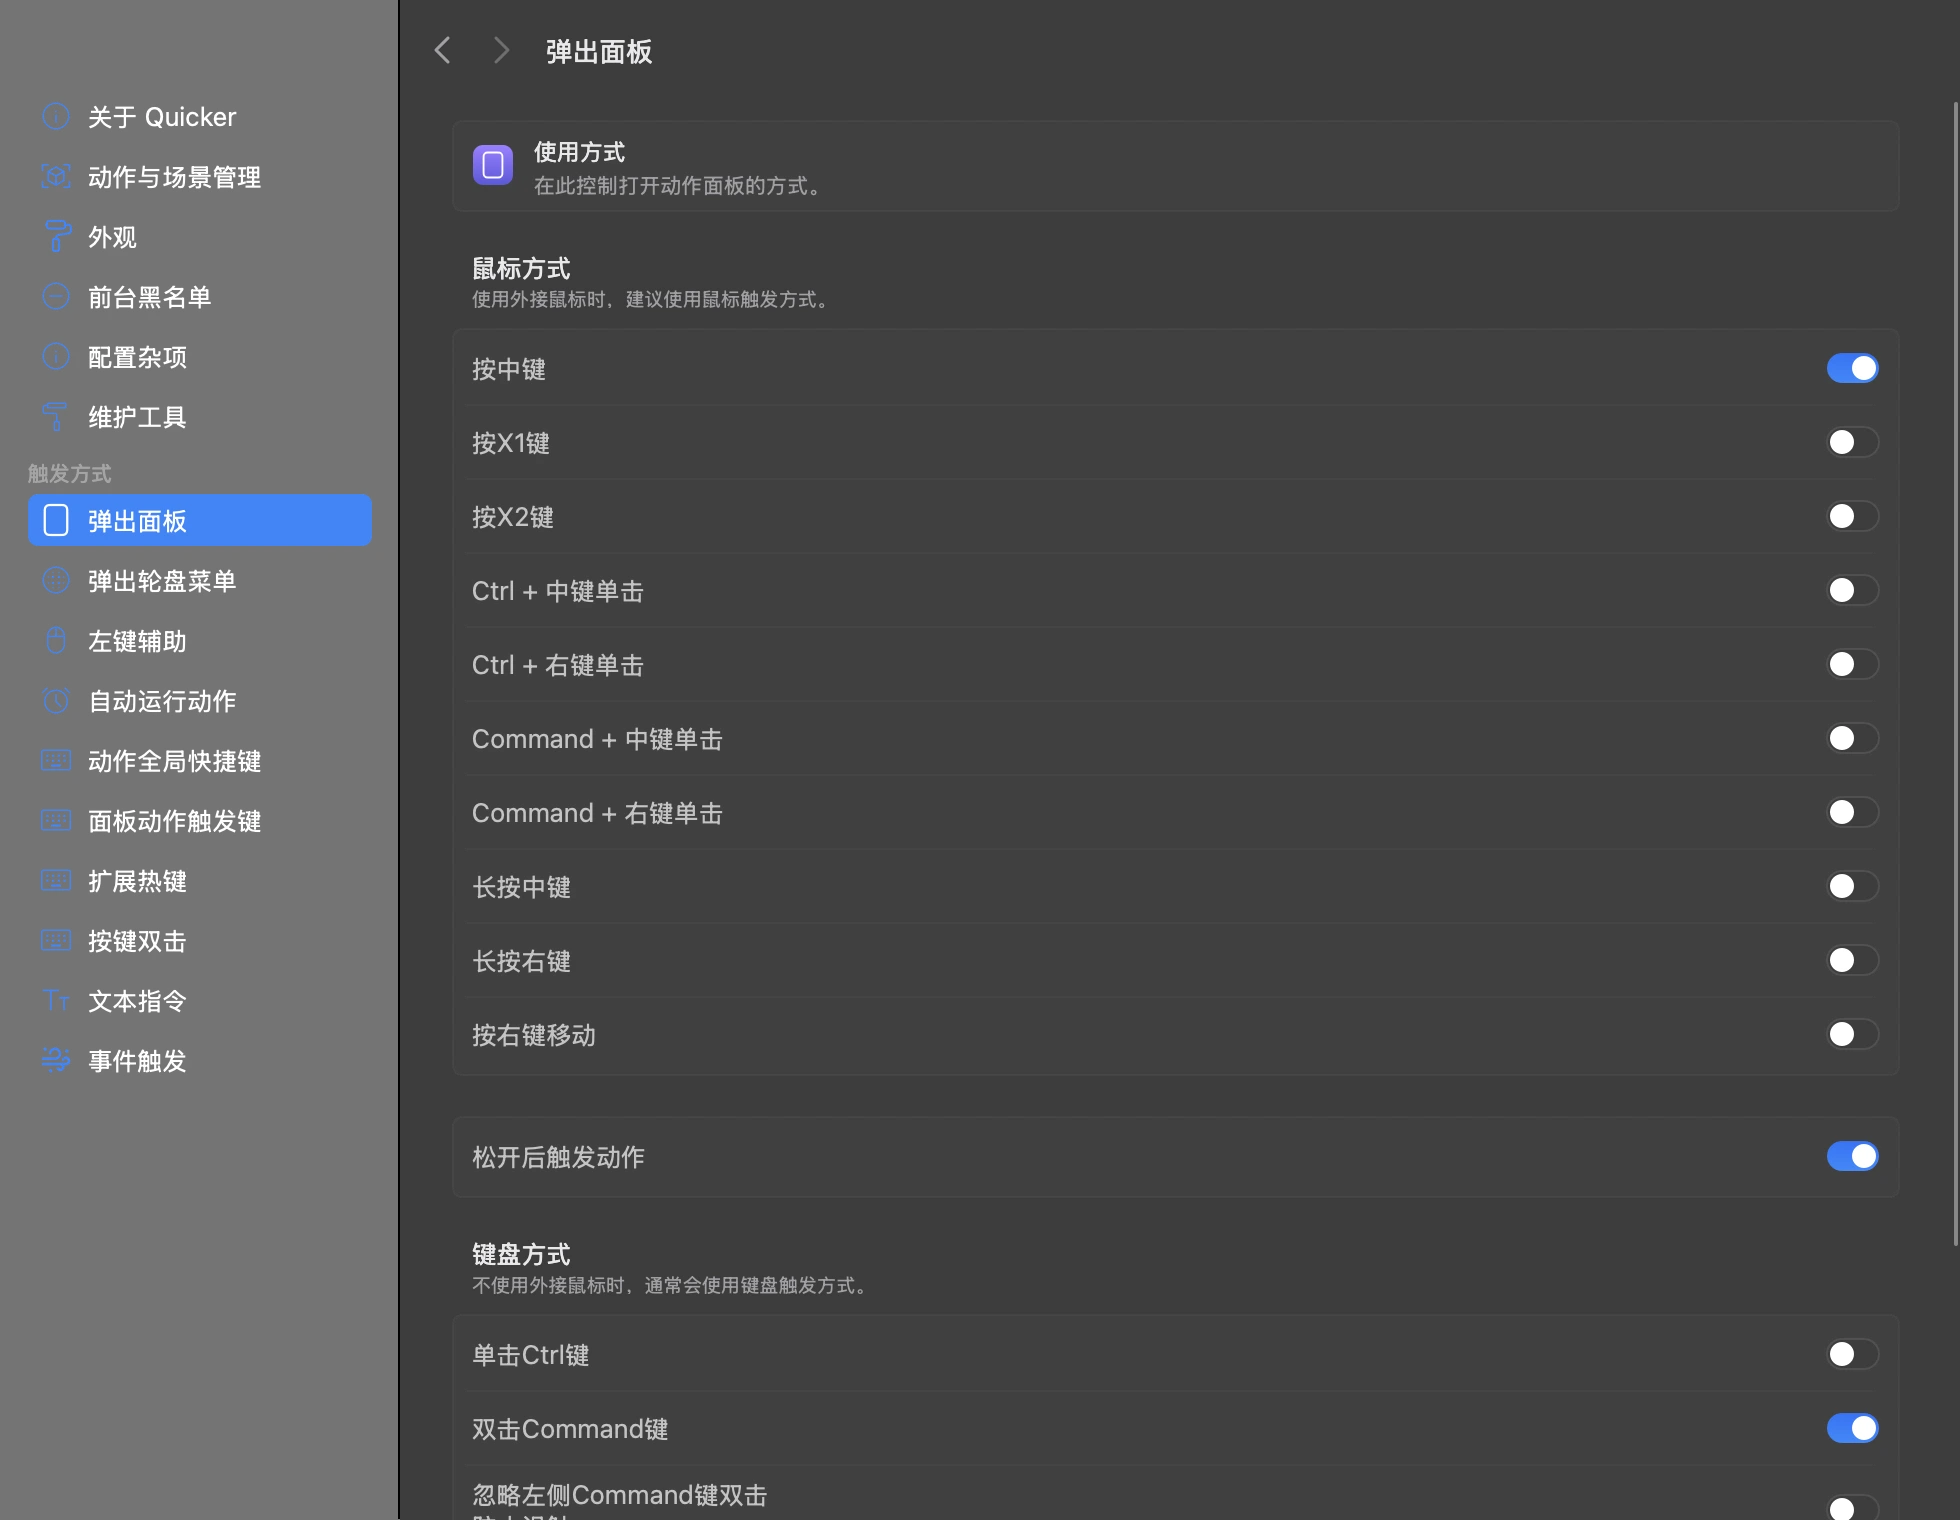 弹出面板
关于 Quicker
动作与场景管理
外观
前台黑名单
配置杂项
维护工具
触发方式
弹出面板
弹出轮盘菜单
左键辅助
自动运行动作
动作全局快捷键
面板动作触发键
扩展热键
按键双击
文本指令
事件触发
使用方式
在此控制打开动作面板的方式。
鼠标方式
使用外接鼠标时，建议使用鼠标触发方式。
按中键
按X1键
按X2键
Ctrl + 中键单击
Ctrl + 右键单击
Command + 中键单击
Command + 右键单击
长按中键
长按右键
按右键移动
松开后触发动作
键盘方式
不使用外接鼠标时，通常会使用键盘触发方式。
单击Ctrl键
双击Command键
忽略左侧Command键双击